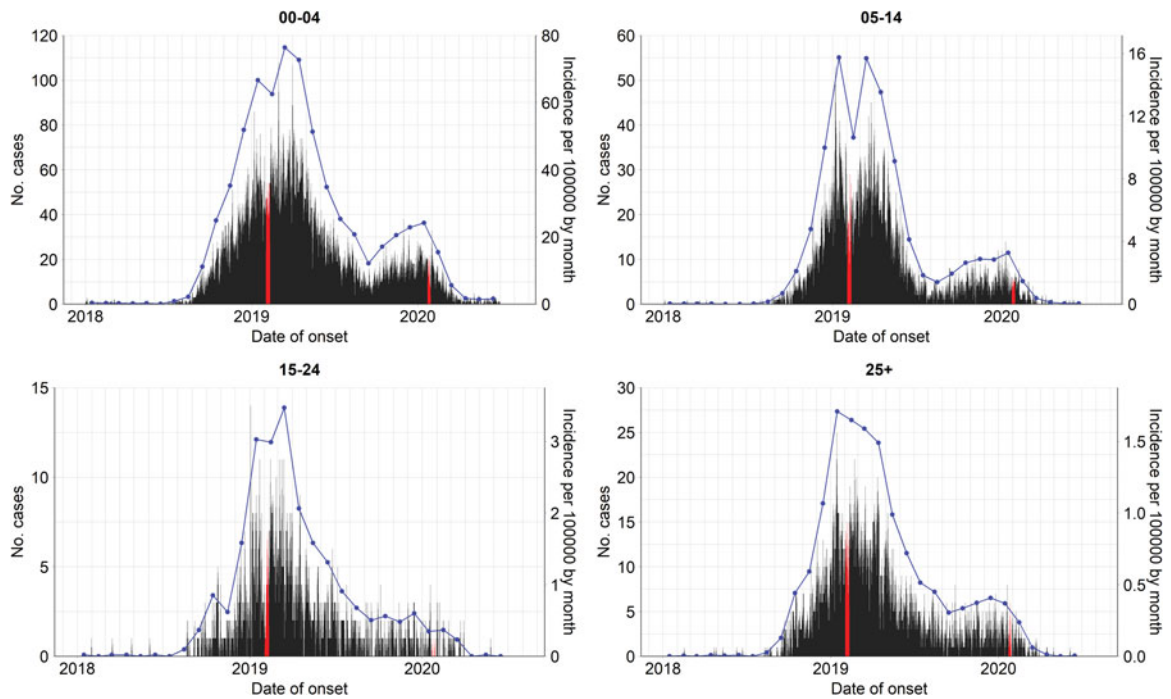 00-04
120
100
80
60
40
20
0
No. cases
80
60
40
20
0
Incidence per 100000 by month
2018 2019 2020
Date of onset
05-14
60
50
40
30
20
10
0
No. cases
16
12
8
4
0
Incidence per 100000 by month
2018 2019 2020
Date of onset
15-24
15
10
5
0
No. cases
3
2
1
0
Incidence per 100000 by month
2018 2019 2020
Date of onset
25+
30
25
20
15
10
5
0
No. cases
1.5
1.0
0.5
0.0
Incidence per 100000 by month
2018 2019 2020
Date of onset